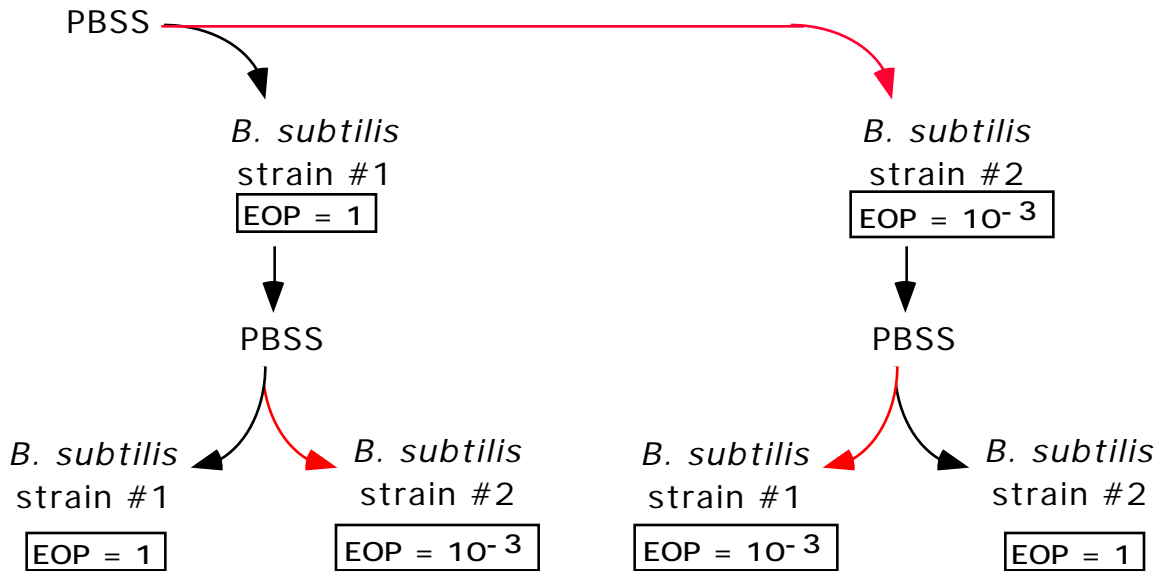 PBSS
B. subtilis
strain #1
EOP = 1
B. subtilis
strain #2
EOP = 10⁻³
PBSS
PBSS
B. subtilis
strain #1
EOP = 1
B. subtilis
strain #2
EOP = 10⁻³
B. subtilis
strain #1
EOP = 10⁻³
B. subtilis
strain #2
EOP = 1